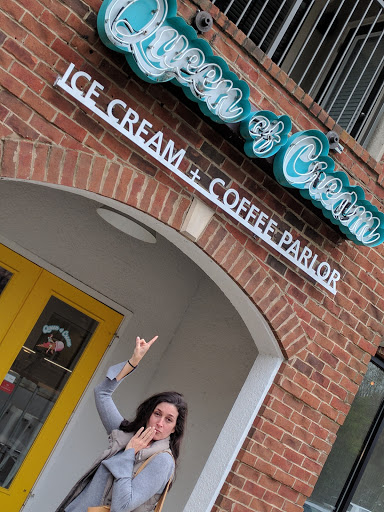 Queen of Cream
ICE CREAM + COFFEE PARLOR